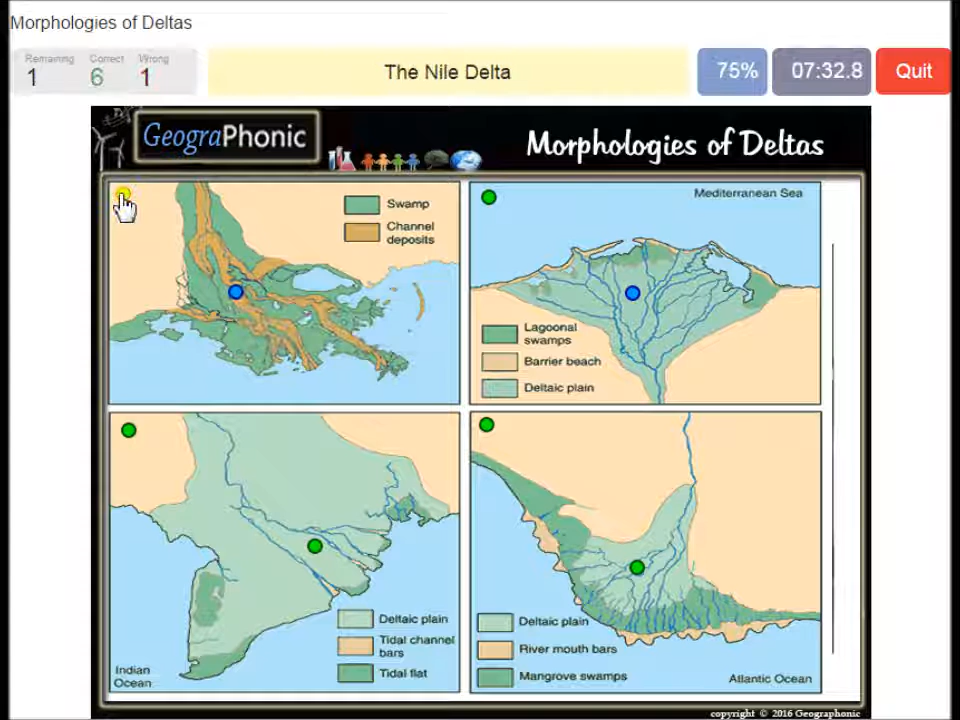 Morphologies of Deltas
Remaining Correct Wrong
1 6 1
The Nile Delta
75%
07:32.8
Quit
GeograPhonic
Morphologies of Deltas
Swamp
Channel
deposits
Mediterranean Sea
Lagoonal
swamps
Barrier beach
Deltaic plain
Deltaic plain
Tidal channel
bars
Tidal flat
Indian
Ocean
Deltaic plain
River mouth bars
Mangrove swamps
Atlantic Ocean
copyright © 2016 Geographonic